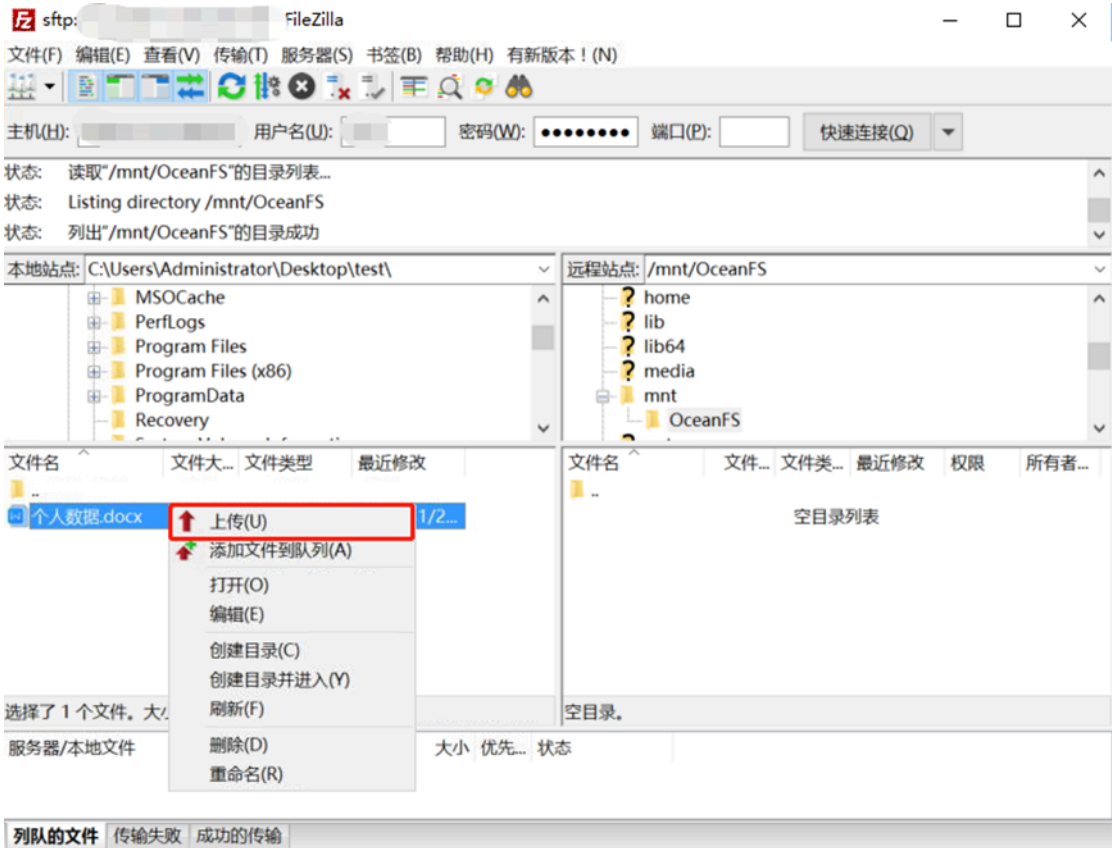 sftp: FileZilla
文件(F) 编辑(E) 查看(V) 传输(T) 服务器(S) 书签(B) 帮助(H) 有新版本！(N)
主机(H): 用户名(U): 密码(W): ●●●●●●●● 端口(P): 快速连接(Q)
状态: 读取"/mnt/OceanFS"的目录列表...
状态: Listing directory /mnt/OceanFS
状态: 列出"/mnt/OceanFS"的目录成功
本地站点: C:\Users\Administrator\Desktop\test\
MSOCache
PerfLogs
Program Files
Program Files (x86)
ProgramData
Recovery
远程站点: /mnt/OceanFS
? home
? lib
? lib64
? media
mnt
OceanFS
文件名 文件大... 文件类型 最近修改
..
个人数据.docx 1/2...
上传(U)
添加文件到队列(A)
打开(O)
编辑(E)
创建目录(C)
创建目录并进入(Y)
刷新(F)
删除(D)
重命名(R)
选择了 1 个文件。大
文件名 文件... 文件类... 最近修改 权限 所有者...
..
空目录列表
空目录。
服务器/本地文件 大小 优先... 状态
列队的文件 传输失败 成功的传输